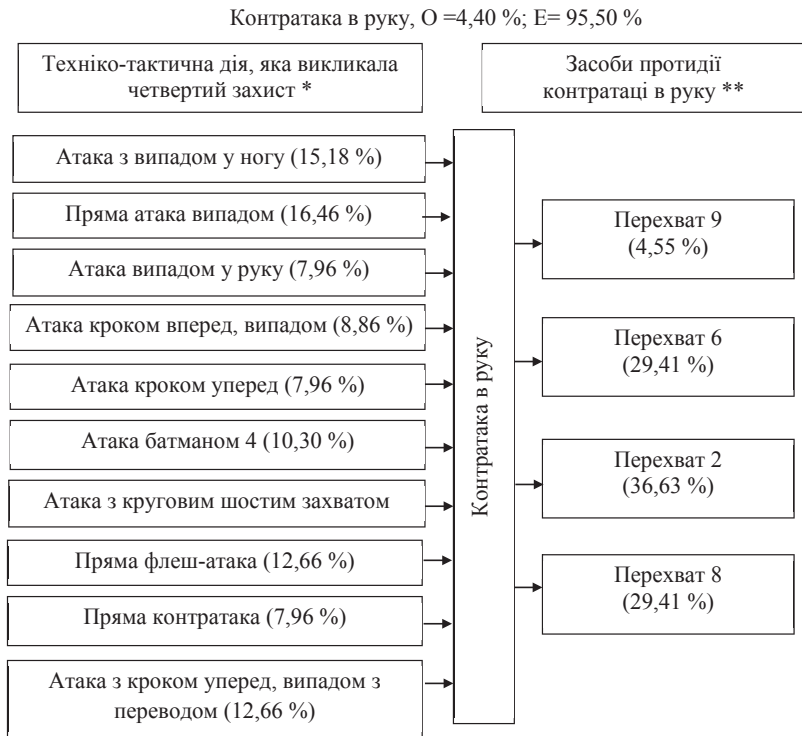 Контратака в руку, О =4,40 %; Е= 95,50 %
Техніко-тактична дія, яка викликала
четвертий захист *
Засоби протидії
контратаці в руку **
Атака з випадом у ногу (15,18 %)
Пряма атака випадом (16,46 %)
Атака випадом у руку (7,96 %)
Атака кроком вперед, випадом (8,86 %)
Атака кроком уперед (7,96 %)
Атака батманом 4 (10,30 %)
Атака з круговим шостим захватом
Пряма флеш-атака (12,66 %)
Пряма контратака (7,96 %)
Атака з кроком уперед, випадом з
переводом (12,66 %)
Контратака в руку
Перехват 9
(4,55 %)
Перехват 6
(29,41 %)
Перехват 2
(36,63 %)
Перехват 8
(29,41 %)